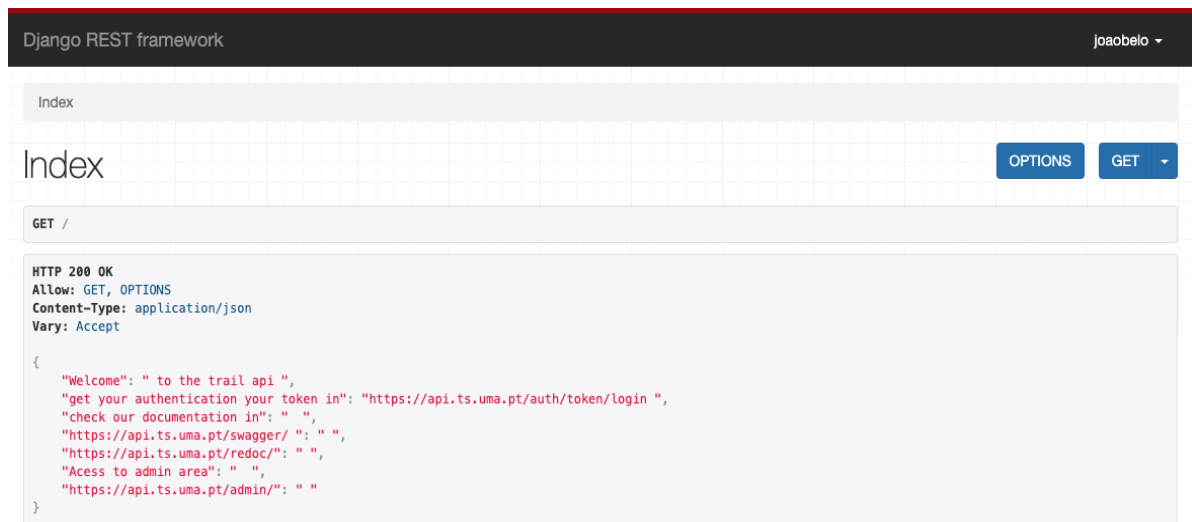 Django REST framework
joaobelo
Index
Index
OPTIONS
GET
GET /
HTTP 200 OK
Allow: GET, OPTIONS
Content-Type: application/json
Vary: Accept
{
"Welcome": " to the trail api ",
"get your authentication your token in": "https://api.ts.uma.pt/auth/token/login ",
"check our documentation in": "  ",
"https://api.ts.uma.pt/swagger/ ": " ",
"https://api.ts.uma.pt/redoc/": " ",
"Acess to admin area": "  ",
"https://api.ts.uma.pt/admin/": " "
}